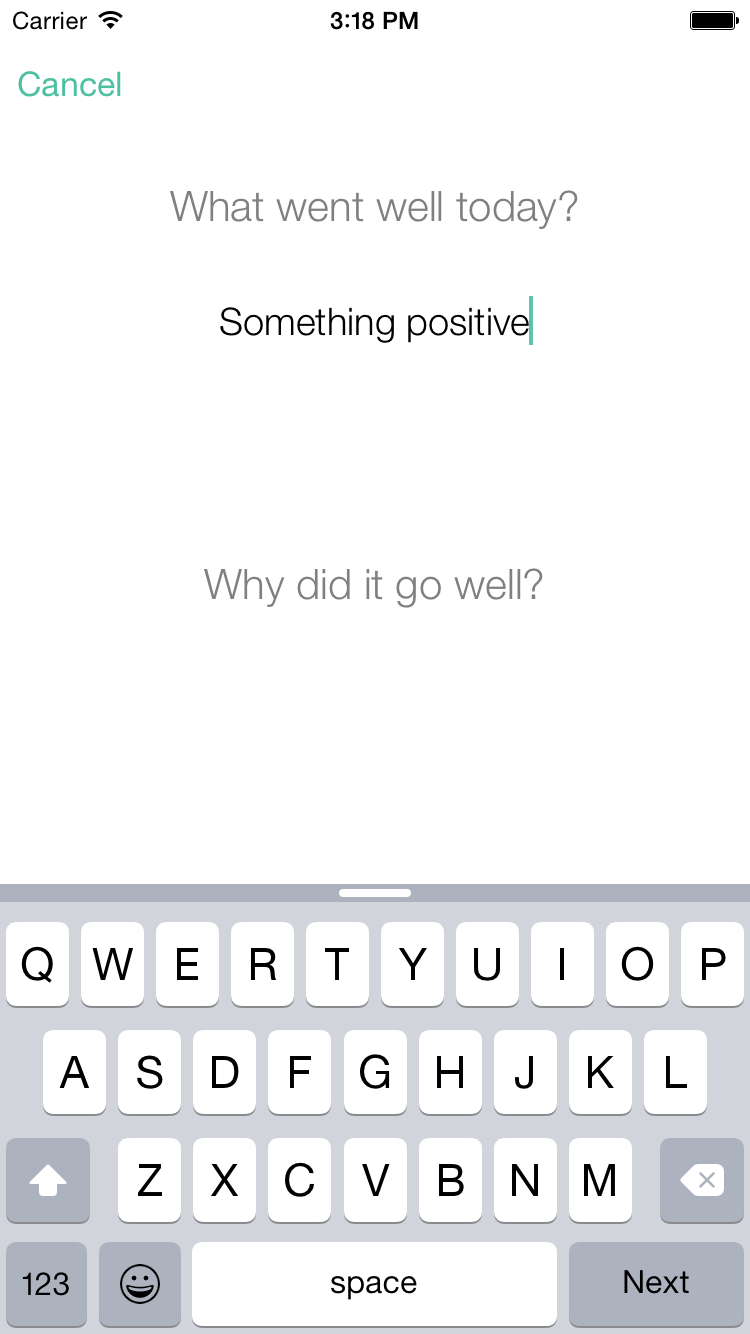 Carrier 3:18 PM
Cancel
What went well today?
Something positive
Why did it go well?
Q W E R T Y U I O P
A S D F G H J K L
Z X C V B N M
123 space Next